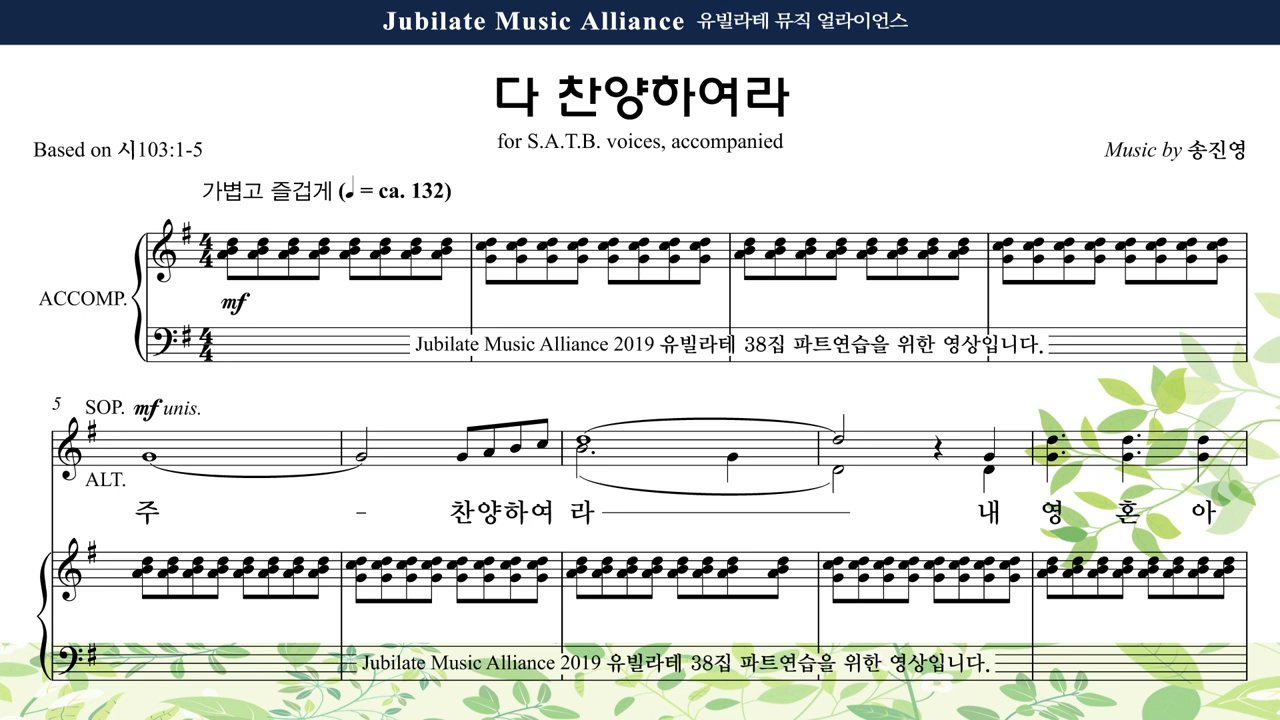 Jubilate Music Alliance 유빌라테 뮤직 얼라이언스
다 찬양하여라
for S.A.T.B. voices, accompanied
Based on 시103:1-5
Music by 송진영
가볍고 즐겁게 (♩ = ca. 132)
ACCOMP.
mf
Jubilate Music Alliance 2019 유빌라테 38집 파트연습을 위한 영상입니다.
5
SOP. mf unis.
ALT.
주 - 찬양하여 라 내 영 혼 아
Jubilate Music Alliance 2019 유빌라테 38집 파트연습을 위한 영상입니다.